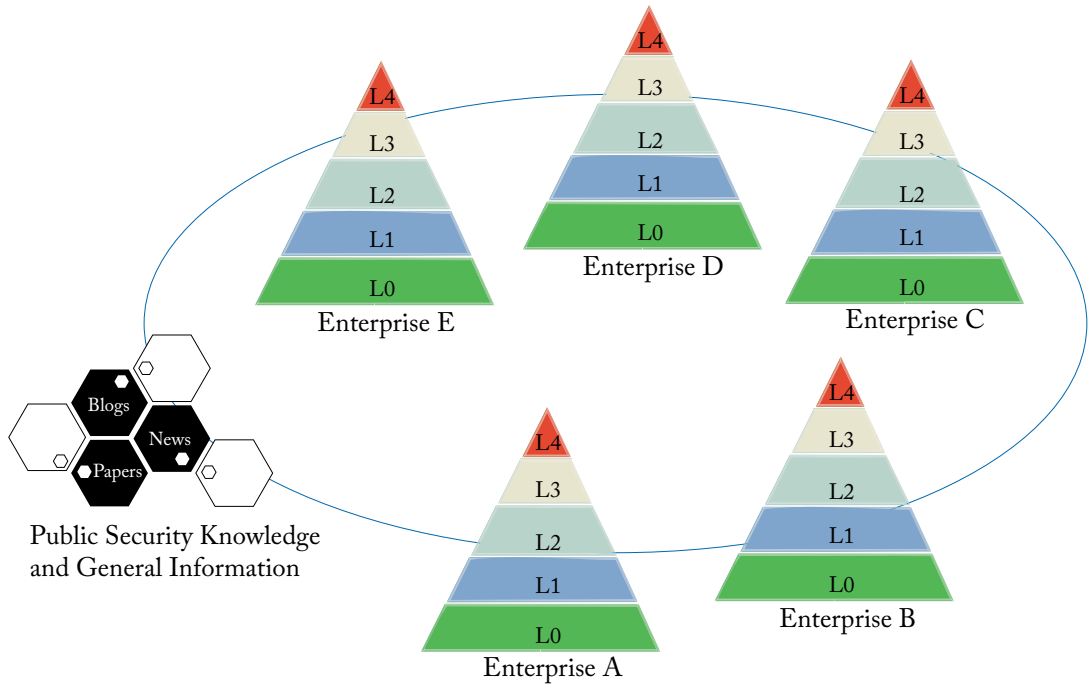 L4
L3
L2
L1
L0
Enterprise D
L4
L3
L2
L1
L0
Enterprise E
L4
L3
L2
L1
L0
Enterprise C
Blogs
News
Papers
Public Security Knowledge
and General Information
L4
L3
L2
L1
L0
Enterprise A
L4
L3
L2
L1
L0
Enterprise B